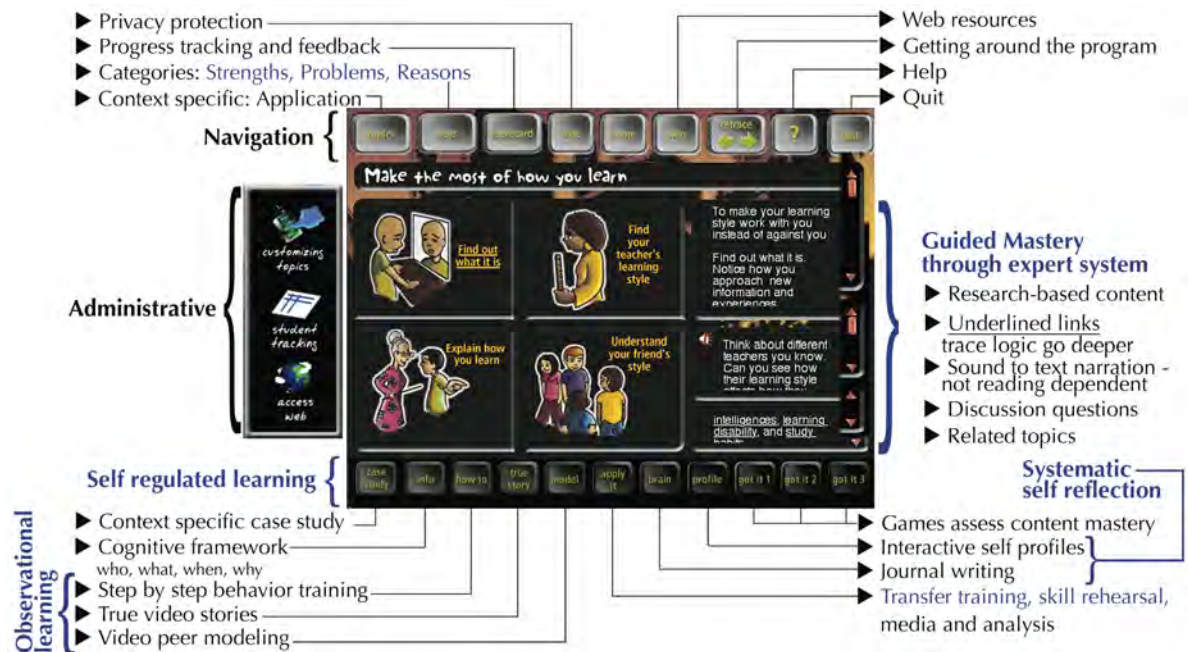 ▶ Privacy protection
▶ Progress tracking and feedback
▶ Categories: Strengths, Problems, Reasons
▶ Context specific: Application
▶ Web resources
▶ Getting around the program
▶ Help
▶ Quit
Navigation
topics
scorecard
retrace
?
quit
Make the most of how you learn
Administrative
customizing
topics
student
tracking
access
web
Find out
what it is
Find
your
teacher's
learning
style
To make your learning
style work with you
instead of against you
Find out what it is.
Notice how you
approach new
information and
experiences
Explain how
you learn
Understand
your friend's
style
Think about different
teachers you know.
Can you see how
their learning style
effects how they
intelligences, learning
disability, and study
habits
Guided Mastery
through expert system
▶ Research-based content
▶ Underlined links
trace logic go deeper
▶ Sound to text narration -
not reading dependent
▶ Discussion questions
▶ Related topics
Self regulated learning
case
study
info
how to
true
story
model
apply
it
brain
profile
got it 1
got it 2
got it 3
Systematic
self reflection
Observational
learning
▶ Context specific case study
▶ Cognitive framework
who, what, when, why
▶ Step by step behavior training
▶ True video stories
▶ Video peer modeling
▶ Games assess content mastery
▶ Interactive self profiles
▶ Journal writing
▶ Transfer training, skill rehearsal,
media and analysis